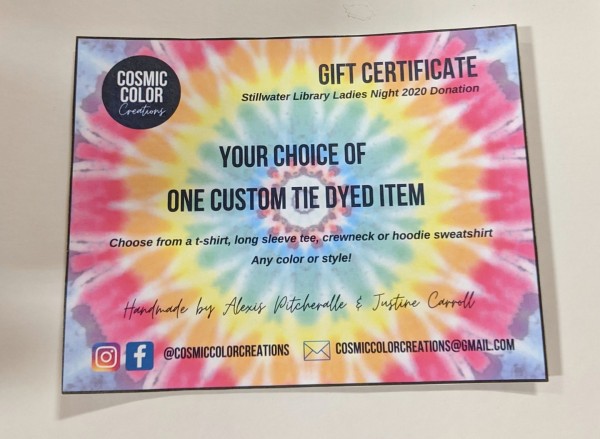 COSMIC
COLOR
Creations
GIFT CERTIFICATE
Stillwater Library Ladies Night 2020 Donation
YOUR CHOICE OF
ONE CUSTOM TIE DYED ITEM
Choose from a t-shirt, long sleeve tee, crewneck or hoodie sweatshirt
Any color or style!
Handmade by Alexis Pitcheralle & Justine Carroll
@COSMICCOLORCREATIONS
COSMICCOLORCREATIONS@GMAIL.COM